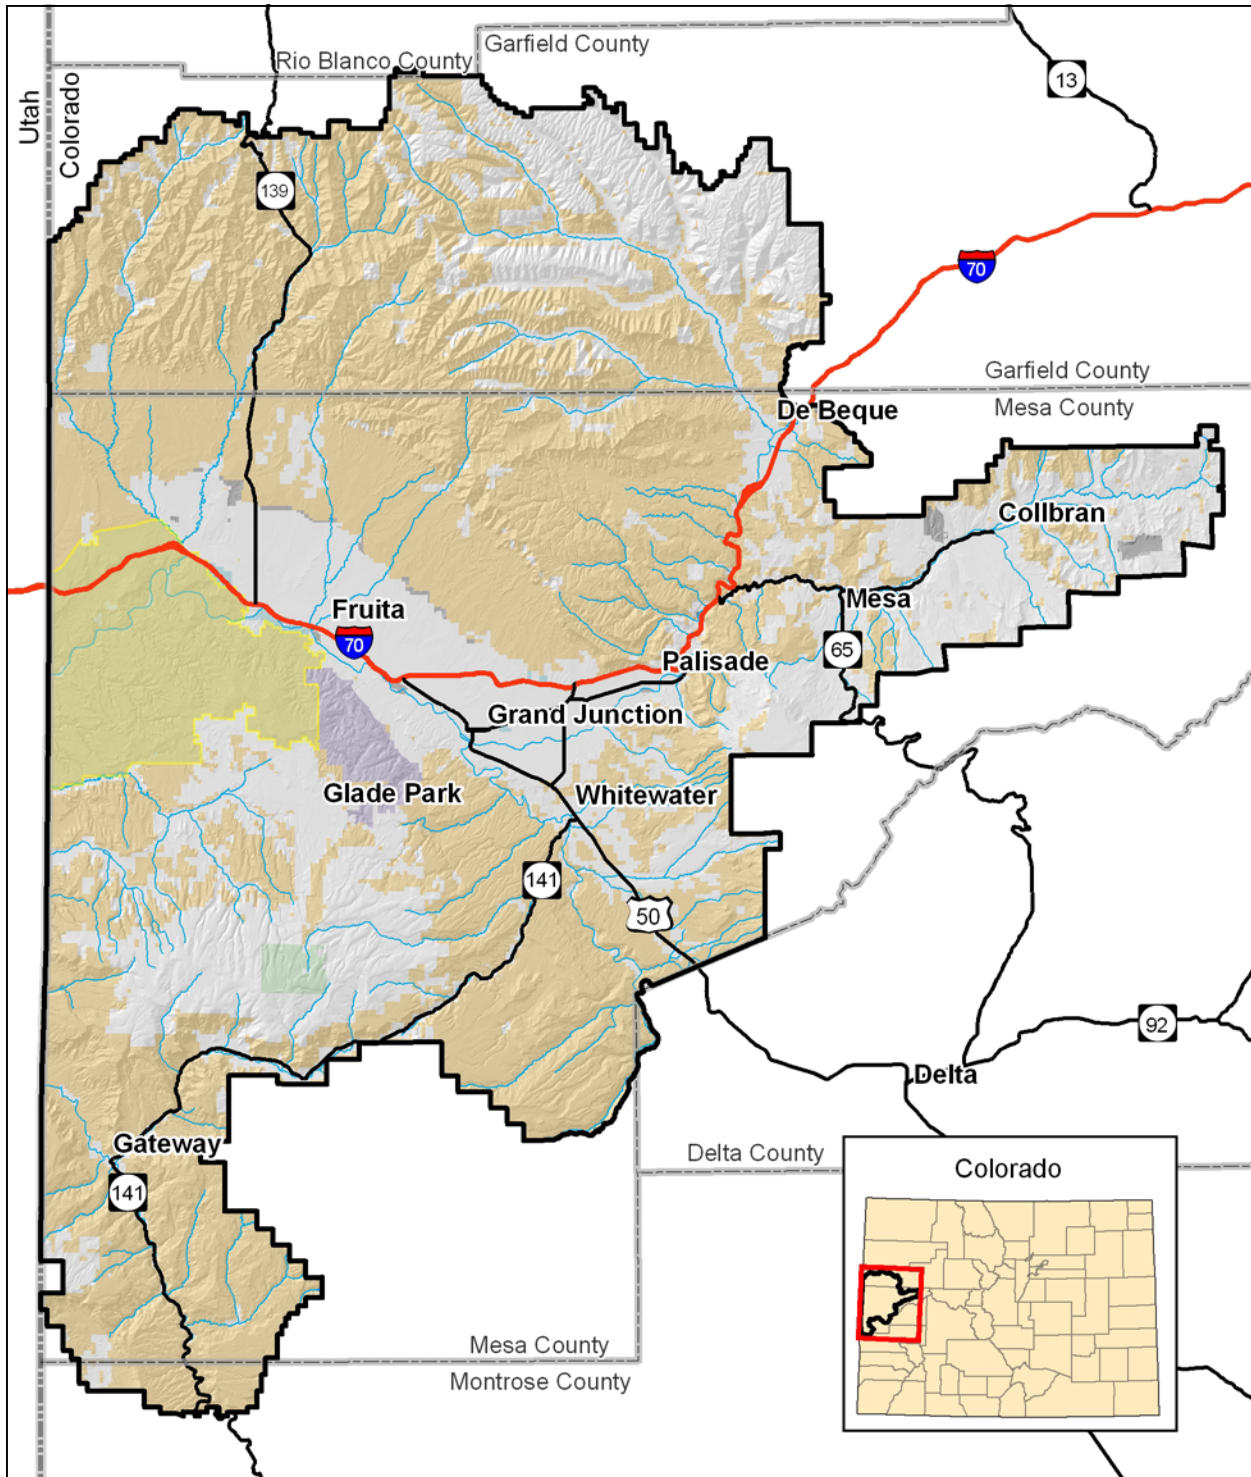 Garfield County
Rio Blanco County
Utah
Colorado
13
139
70
Garfield County
De Beque
Mesa County
Collbran
Mesa
Fruita
70
65
Palisade
Grand Junction
Glade Park
Whitewater
141
50
92
Delta
Gateway
Delta County
Colorado
141
Mesa County
Montrose County